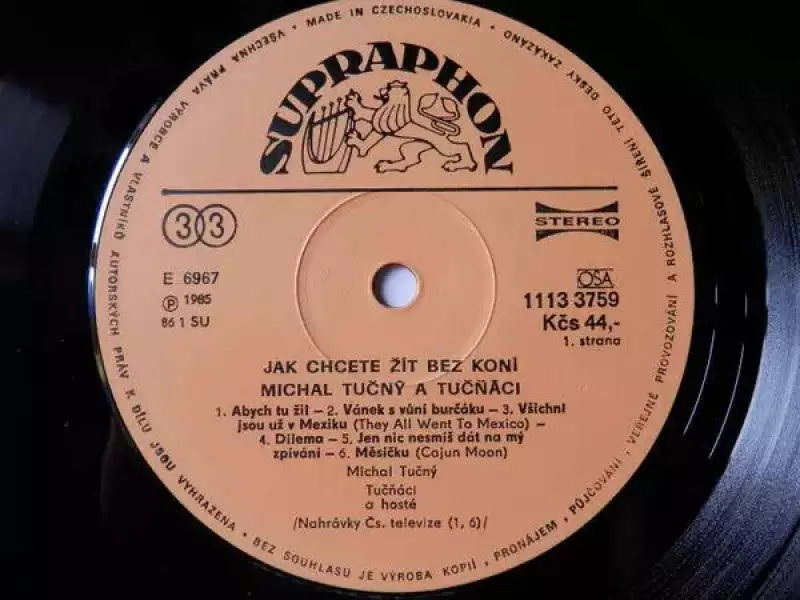 MADE IN CZECHOSLOVAKIA • VŠECHNA PRÁVA VÝROBCE A VLASTNÍKŮ AUTORSKÝCH PRÁV K DÍLU JSOU VYHRAZENA • BEZ SOUHLASU JE VÝROBA KOPIÍ, PRONÁJEM, PŮJČOVÁNÍ, VEŘEJNÉ PROVOZOVÁNÍ A ROZHLASOVÉ ŠÍŘENÍ TÉTO DESKY ZAKÁZÁNO •
SUPRAPHON
33
STEREO
E 6967
OSA
Ⓟ 1985
1113 3759
86 1 SU
Kčs 44,-
1. strana
JAK CHCETE ŽÍT BEZ KONÍ
MICHAL TUČNÝ A TUČŇÁCI
1. Abych tu žil – 2. Vánek s vůní burčáku – 3. Všichni
jsou už v Mexiku (They All Went To Mexico) –
4. Dilema – 5. Jen nic nesmíš dát na mý
zpívání – 6. Měsíčku (Cajun Moon)
Michal Tučný
Tučňáci
a hosté
/Nahrávky Čs. televize (1, 6)/